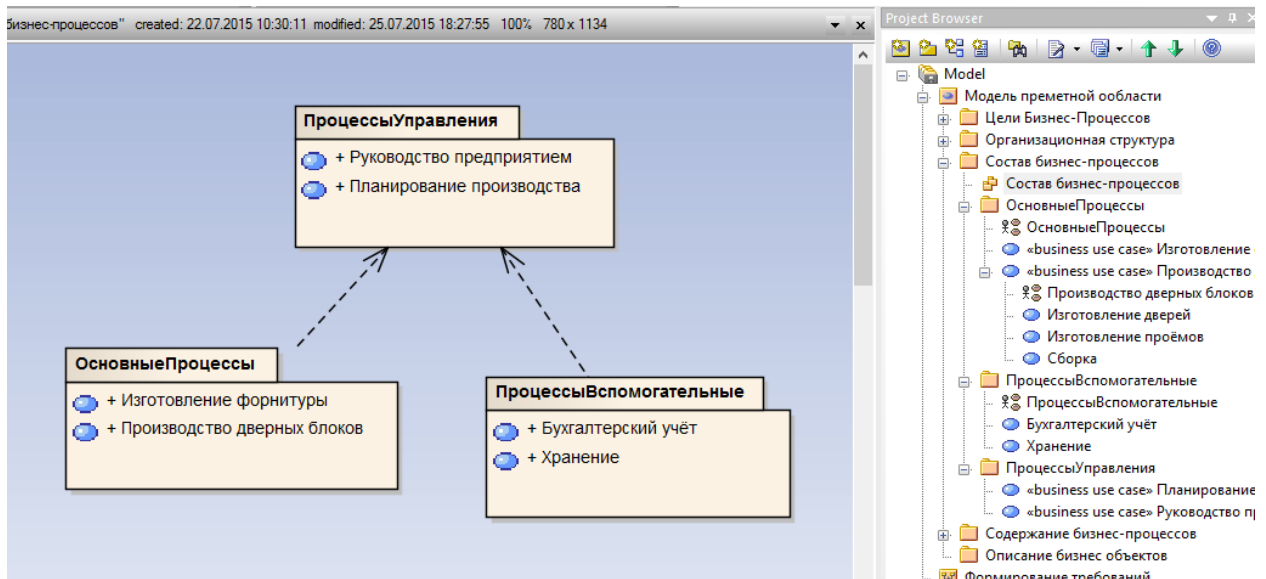 бизнес-процессов" created: 22.07.2015 10:30:11 modified: 25.07.2015 18:27:55 100% 780 x 1134
ПроцессыУправления
+ Руководство предприятием
+ Планирование производства
ОсновныеПроцессы
+ Изготовление форнитуры
+ Производство дверных блоков
ПроцессыВспомогательные
+ Бухгалтерский учёт
+ Хранение
Project Browser
Model
Модель преметной ообласти
Цели Бизнес-Процессов
Организационная структура
Состав бизнес-процессов
Состав бизнес-процессов
ОсновныеПроцессы
ОсновныеПроцессы
«business use case» Изготовление
«business use case» Производство
Производство дверных блоков
Изготовление дверей
Изготовление проёмов
Сборка
ПроцессыВспомогательные
ПроцессыВспомогательные
Бухгалтерский учёт
Хранение
ПроцессыУправления
«business use case» Планирование
«business use case» Руководство п
Содержание бизнес-процессов
Описание бизнес объектов
Формирование требований